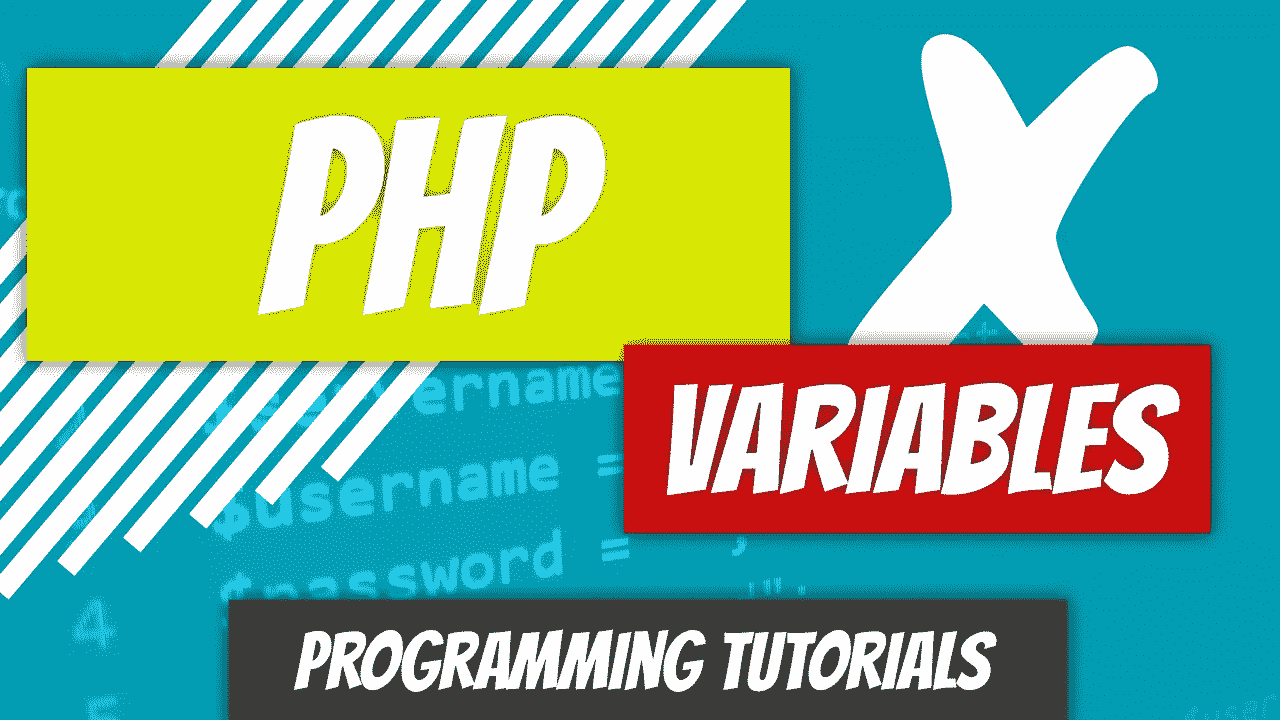 PHP
X
VARIABLES
$username =
$password = ;
4
PROGRAMMING TUTORIALS